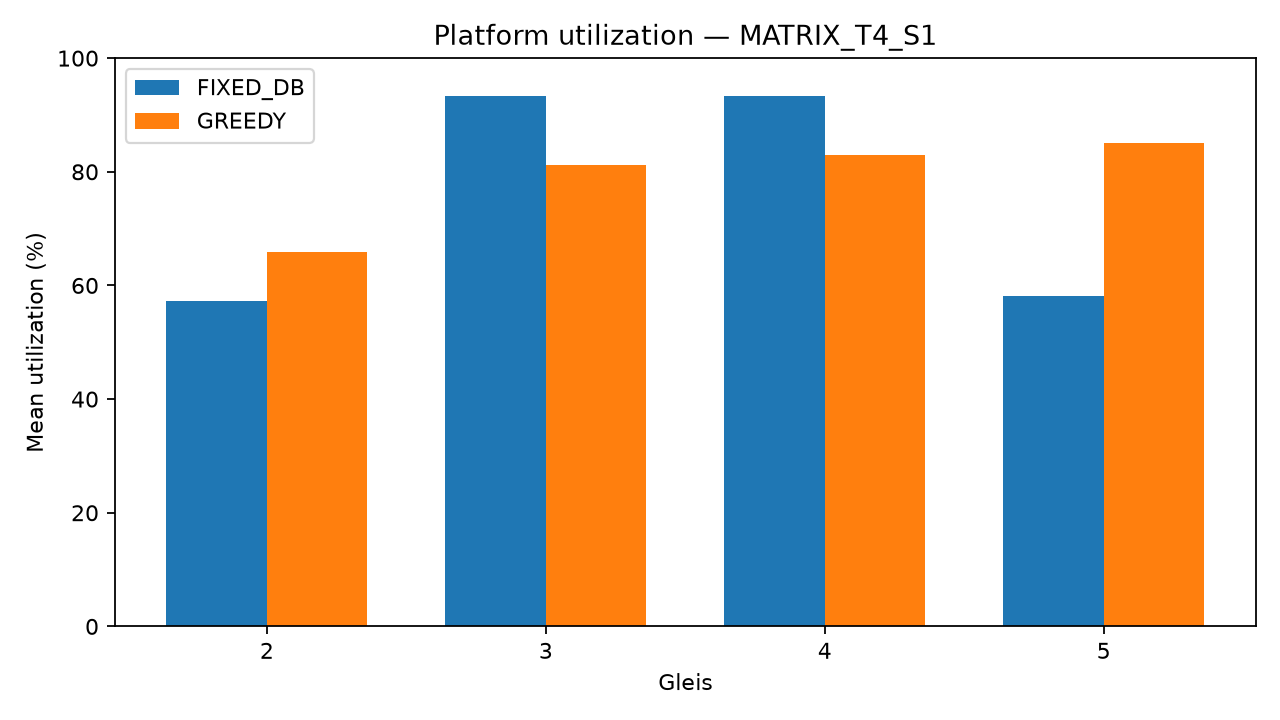 Platform utilization — MATRIX_T4_S1
FIXED_DB
GREEDY
Mean utilization (%)
100
80
60
40
20
0
2 3 4 5
Gleis